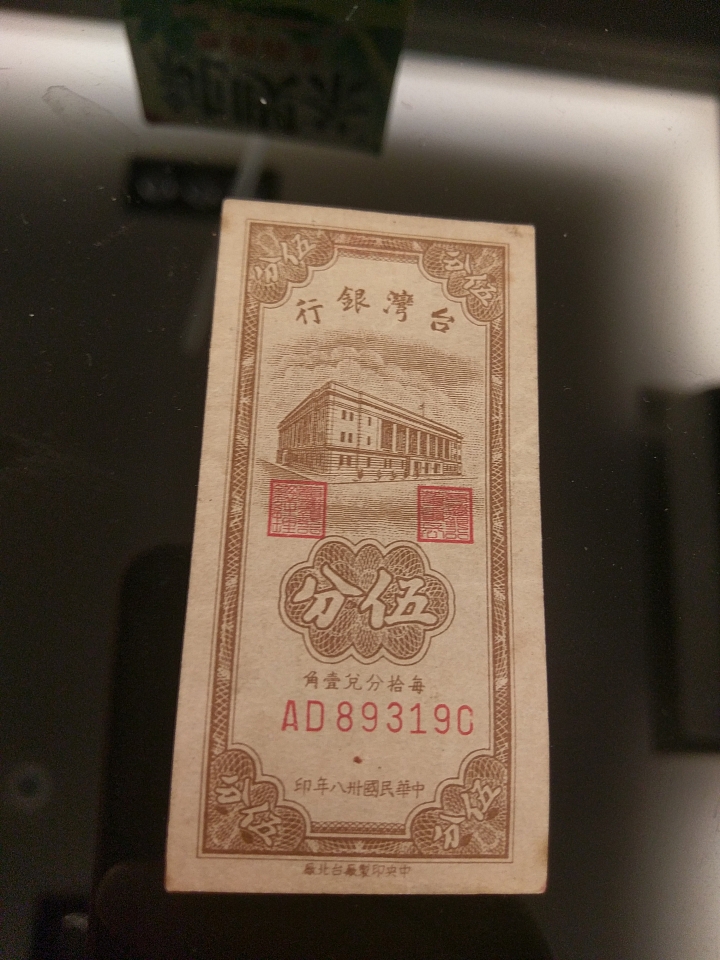 伍分
伍分
台灣銀行
伍分
每拾分兌壹角
AD893190
中華民國卅八年印
伍分
伍分
中央印製廠台北廠